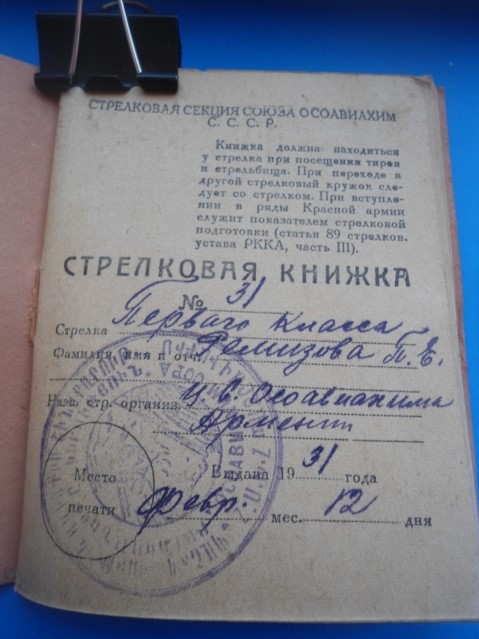 СТРЕЛКОВАЯ СЕКЦИЯ СОЮЗА ОСОАВИАХИМ
С. С. С. Р.
Книжка должна находиться
у стрелка при посещении тиров
и стрельбища. При переходе в
другой стрелковый кружок сле-
дует со стрелком. При вступле-
нии в ряды Красной армии
служит показателем стрелковой
подготовки (статья 89 стрелков.
устава РККА, часть III).
СТРЕЛКОВАЯ КНИЖКА
№ 31
Стрелка Первого Класса
Фамилия, имя и отч. Ремизова П. Е.
Назв. стр. организ. Ц. С. Осоавиахима
Армении
Место
печати
Выдана 19 31 года
Февр. мес. 12 дня